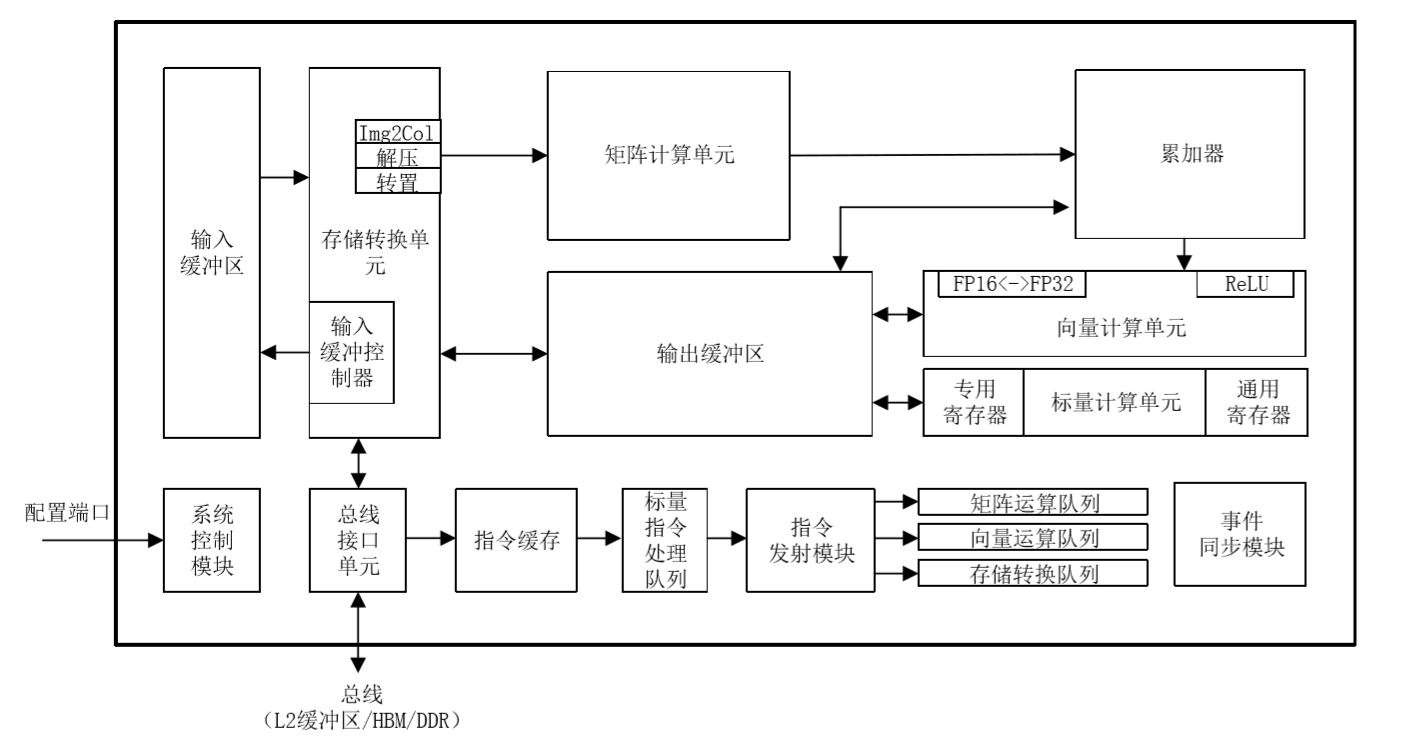 Img2Col
解压
转置
输入
缓冲区
存储转换单
元
输入
缓冲控
制器
矩阵计算单元
累加器
输出缓冲区
FP16<->FP32
ReLU
向量计算单元
专用
寄存器
标量计算单元
通用
寄存器
配置端口
系统
控制
模块
总线
接口
单元
指令缓存
标量
指令
处理
队列
指令
发射模块
矩阵运算队列
向量运算队列
存储转换队列
事件
同步模块
总线
（L2缓冲区/HBM/DDR）